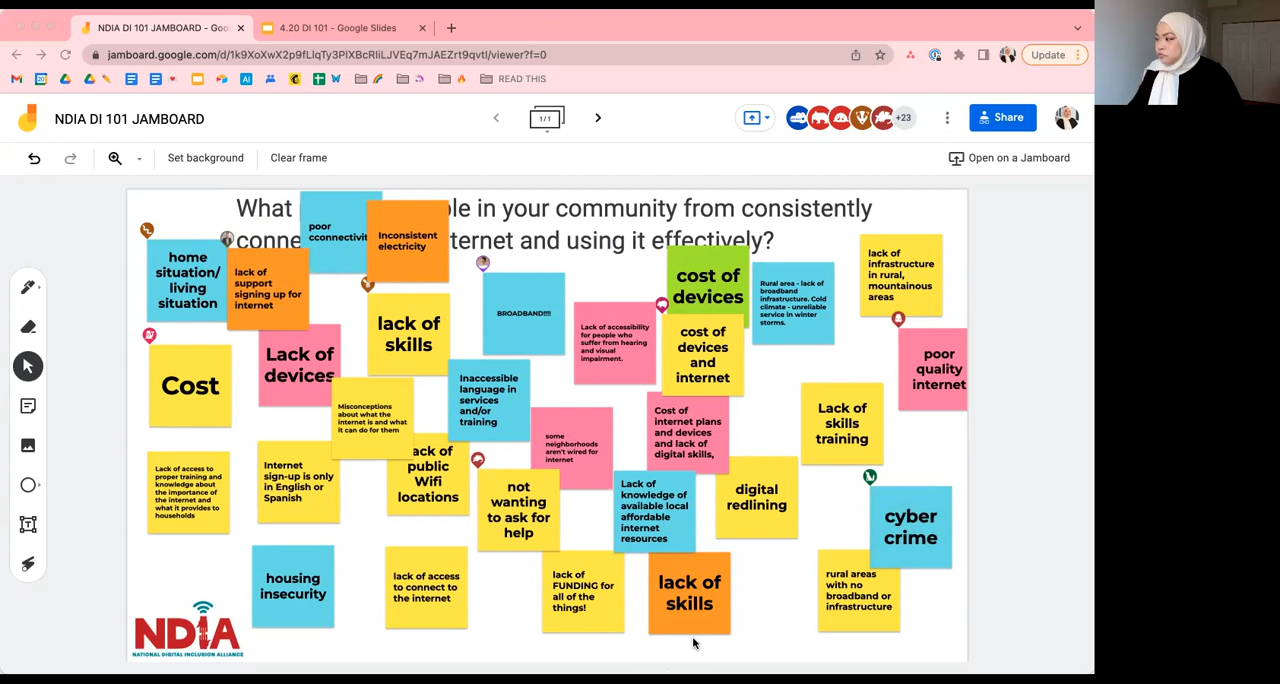 NDIA DI 101 JAMBOARD - Goo
4.20 DI 101 - Google Slides
jamboard.google.com/d/1k9XoXwX2p9fLlqTy3PlXBcRliLJVEq7mJAEZrt9qvtI/viewer?f=0
Update
READ THIS
NDIA DI 101 JAMBOARD
1/1
+23
Share
Set background
Clear frame
Open on a Jamboard
What
ple in your community from consistently
conne
ternet and using it effectively?
poor
cconnectivit
Inconsistent
electricity
home
situation/
living
situation
lack of
support
signing up for
internet
lack of
skills
BROADBAND!!!!
Lack of accessibility
for people who
suffer from hearing
and visual
impairment.
cost of
devices
cost of
devices
and
internet
Rural area - lack of
broadband
infrastructure. Cold
climate - unreliable
service in winter
storms.
lack of
infrastructure
in rural,
mountainous
areas
poor
quality
internet
Cost
Lack of
devices
Misconceptions
about what the
internet is and what
it can do for them
Inaccessible
language in
services
and/or
training
some
neighborhoods
aren't wired for
internet
Cost of
internet plans
and devices
and lack of
digital skills,
Lack of
skills
training
Lack of access to
proper training and
knowledge about
the importance of
the internet and
what it provides to
households
Internet
sign-up is only
in English or
Spanish
ack of
public
Wifi
locations
not
wanting
to ask for
help
Lack of
knowledge of
available local
affordable
internet
resources
digital
redlining
cyber
crime
housing
insecurity
lack of access
to connect to
the internet
lack of
FUNDING for
all of the
things!
lack of
skills
rural areas
with no
broadband or
infrastructure
NDIA
NATIONAL DIGITAL INCLUSION ALLIANCE